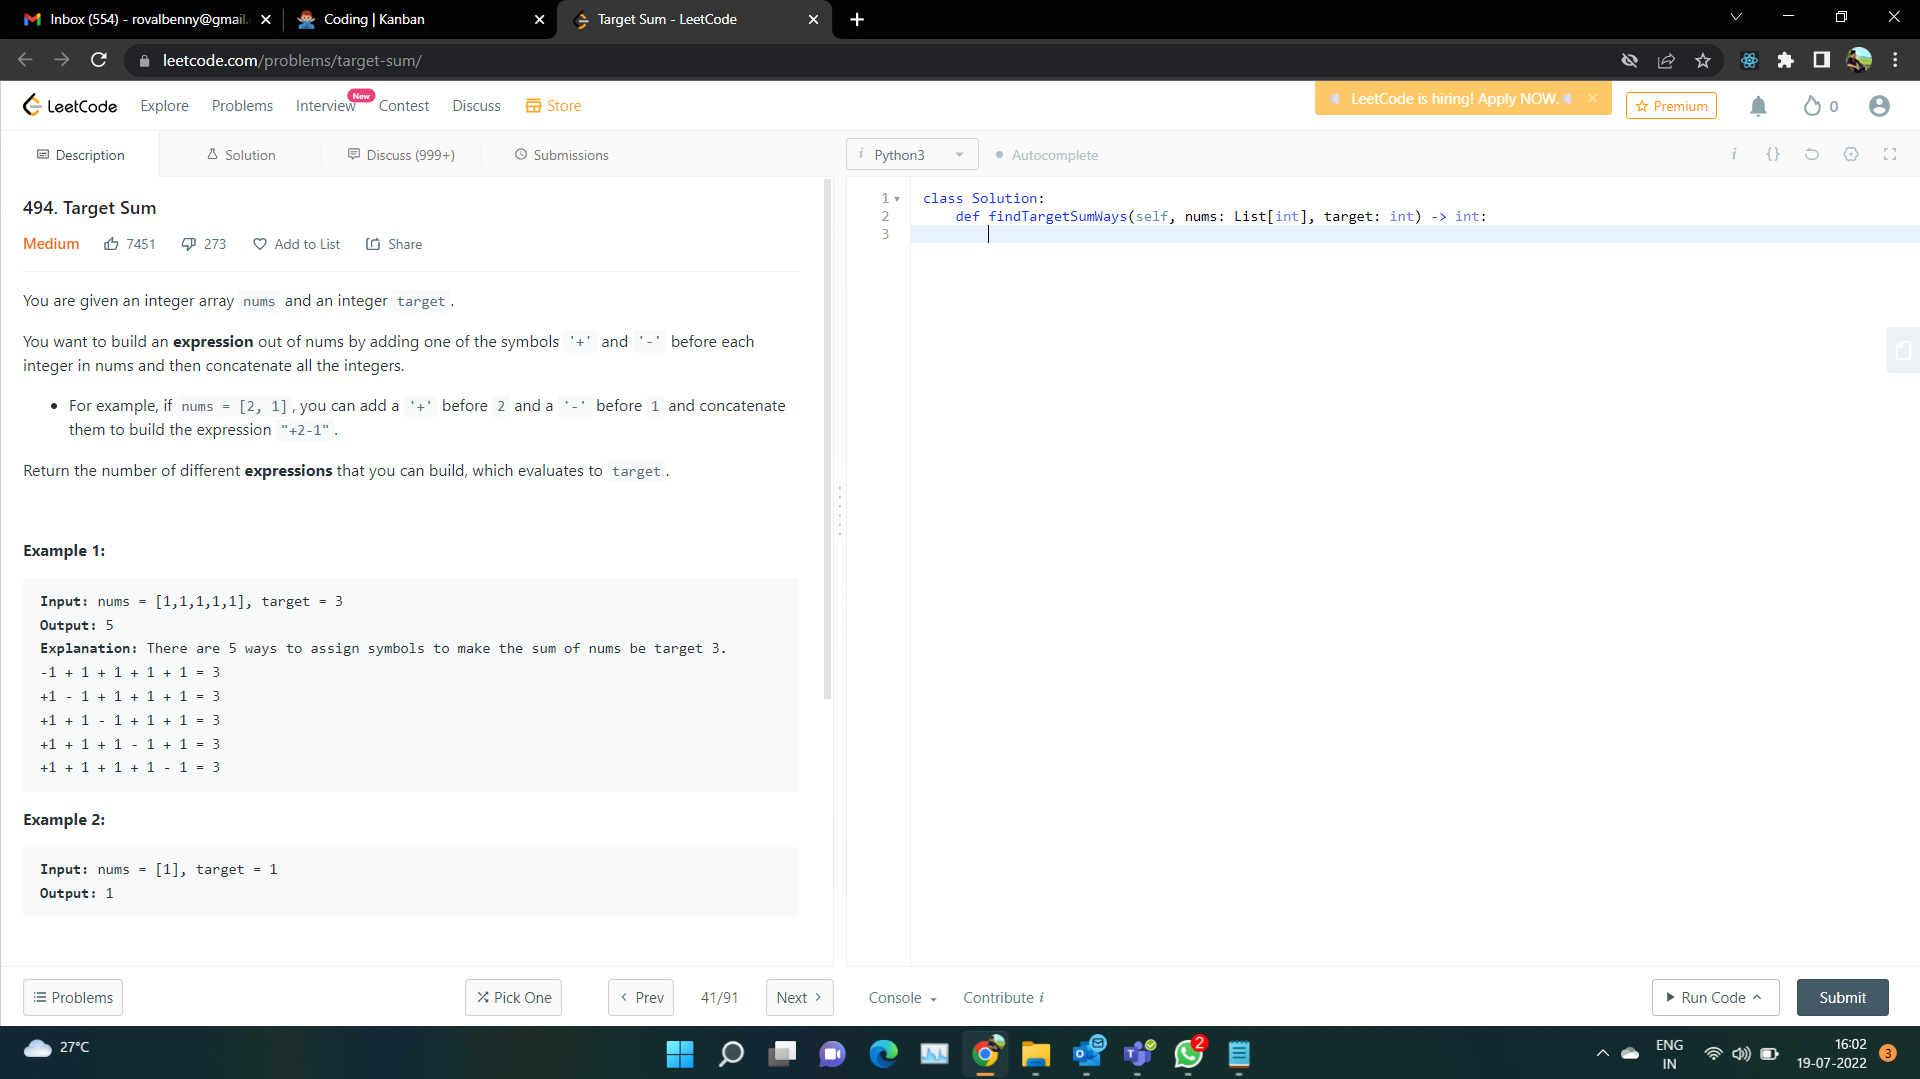 Inbox (554) - rovalbenny@gmail.
Coding | Kanban
Target Sum - LeetCode
leetcode.com/problems/target-sum/
LeetCode Explore Problems Interview New Contest Discuss Store
LeetCode is hiring! Apply NOW.
Premium
0
Description Solution Discuss (999+) Submissions
i Python3 Autocomplete
i {}
494. Target Sum
Medium 7451 273 Add to List Share
You are given an integer array nums and an integer target.
You want to build an expression out of nums by adding one of the symbols '+' and '-' before each
integer in nums and then concatenate all the integers.
• For example, if nums = [2, 1], you can add a '+' before 2 and a '-' before 1 and concatenate
them to build the expression "+2-1".
Return the number of different expressions that you can build, which evaluates to target.
Example 1:
Input: nums = [1,1,1,1,1], target = 3
Output: 5
Explanation: There are 5 ways to assign symbols to make the sum of nums be target 3.
-1 + 1 + 1 + 1 + 1 = 3
+1 - 1 + 1 + 1 + 1 = 3
+1 + 1 - 1 + 1 + 1 = 3
+1 + 1 + 1 - 1 + 1 = 3
+1 + 1 + 1 + 1 - 1 = 3
Example 2:
Input: nums = [1], target = 1
Output: 1
1 class Solution:
2 def findTargetSumWays(self, nums: List[int], target: int) -> int:
3
Problems Pick One Prev 41/91 Next Console Contribute i Run Code Submit
27°C
2
ENG
IN
16:02
19-07-2022
3